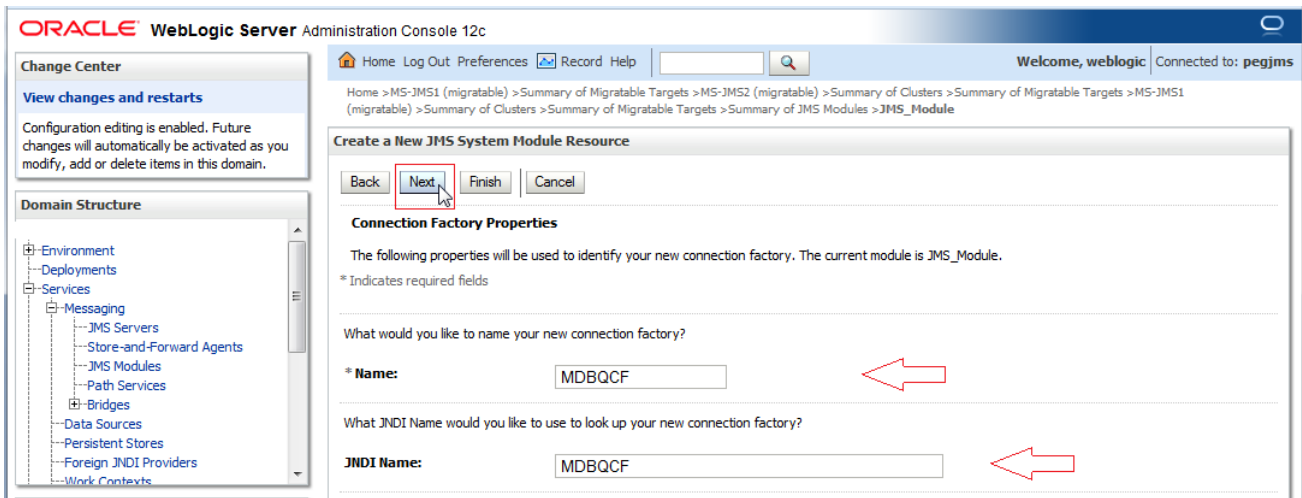 ORACLE WebLogic Server Administration Console 12c
Change Center
View changes and restarts
Configuration editing is enabled. Future
changes will automatically be activated as you
modify, add or delete items in this domain.
Domain Structure
Environment
Deployments
Services
Messaging
JMS Servers
Store-and-Forward Agents
JMS Modules
Path Services
Bridges
Data Sources
Persistent Stores
Foreign JNDI Providers
Work Contexts
Home Log Out Preferences Record Help
Welcome, weblogic Connected to: pegjms
Home >MS-JMS1 (migratable) >Summary of Migratable Targets >MS-JMS2 (migratable) >Summary of Clusters >Summary of Migratable Targets >MS-JMS1
(migratable) >Summary of Clusters >Summary of Migratable Targets >Summary of JMS Modules >JMS_Module
Create a New JMS System Module Resource
Back Next Finish Cancel
Connection Factory Properties
The following properties will be used to identify your new connection factory. The current module is JMS_Module.
* Indicates required fields
What would you like to name your new connection factory?
* Name: MDBQCF
What JNDI Name would you like to use to look up your new connection factory?
JNDI Name: MDBQCF